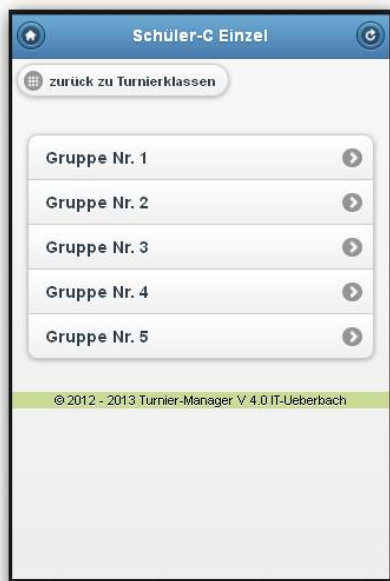 Schüler-C Einzel
zurück zu Turnierklassen
Gruppe Nr. 1
Gruppe Nr. 2
Gruppe Nr. 3
Gruppe Nr. 4
Gruppe Nr. 5
© 2012 - 2013 Turnier-Manager V 4.0 IT-Ueberbach